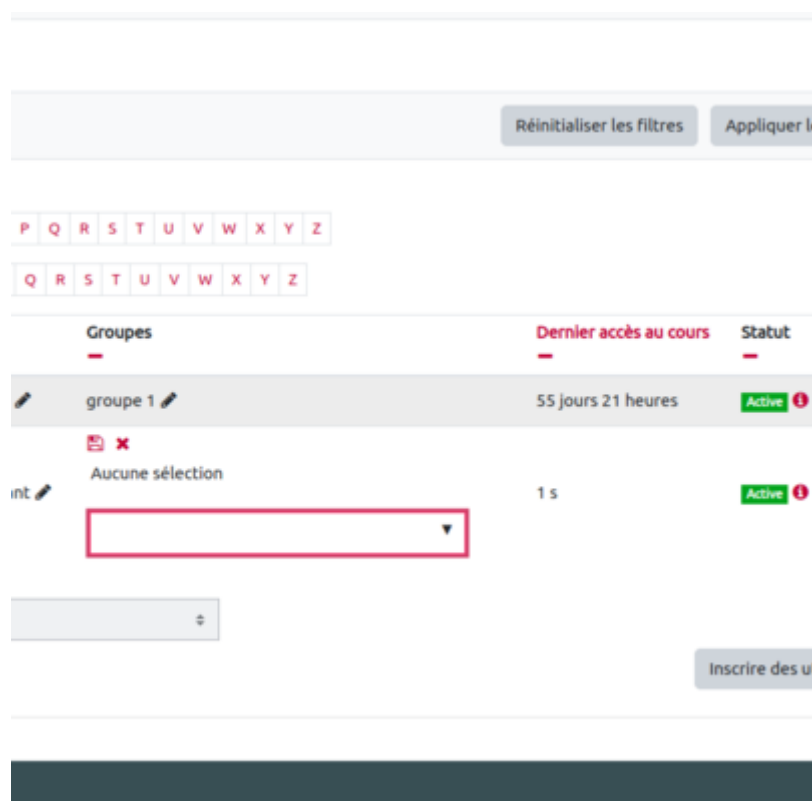 Réinitialiser les filtres Appliquer l
P Q R S T U V W X Y Z
Q R S T U V W X Y Z
Groupes Dernier accès au cours Statut
groupe 1 55 jours 21 heures Active
Aucune sélection
ant 1 s Active
Inscrire des u